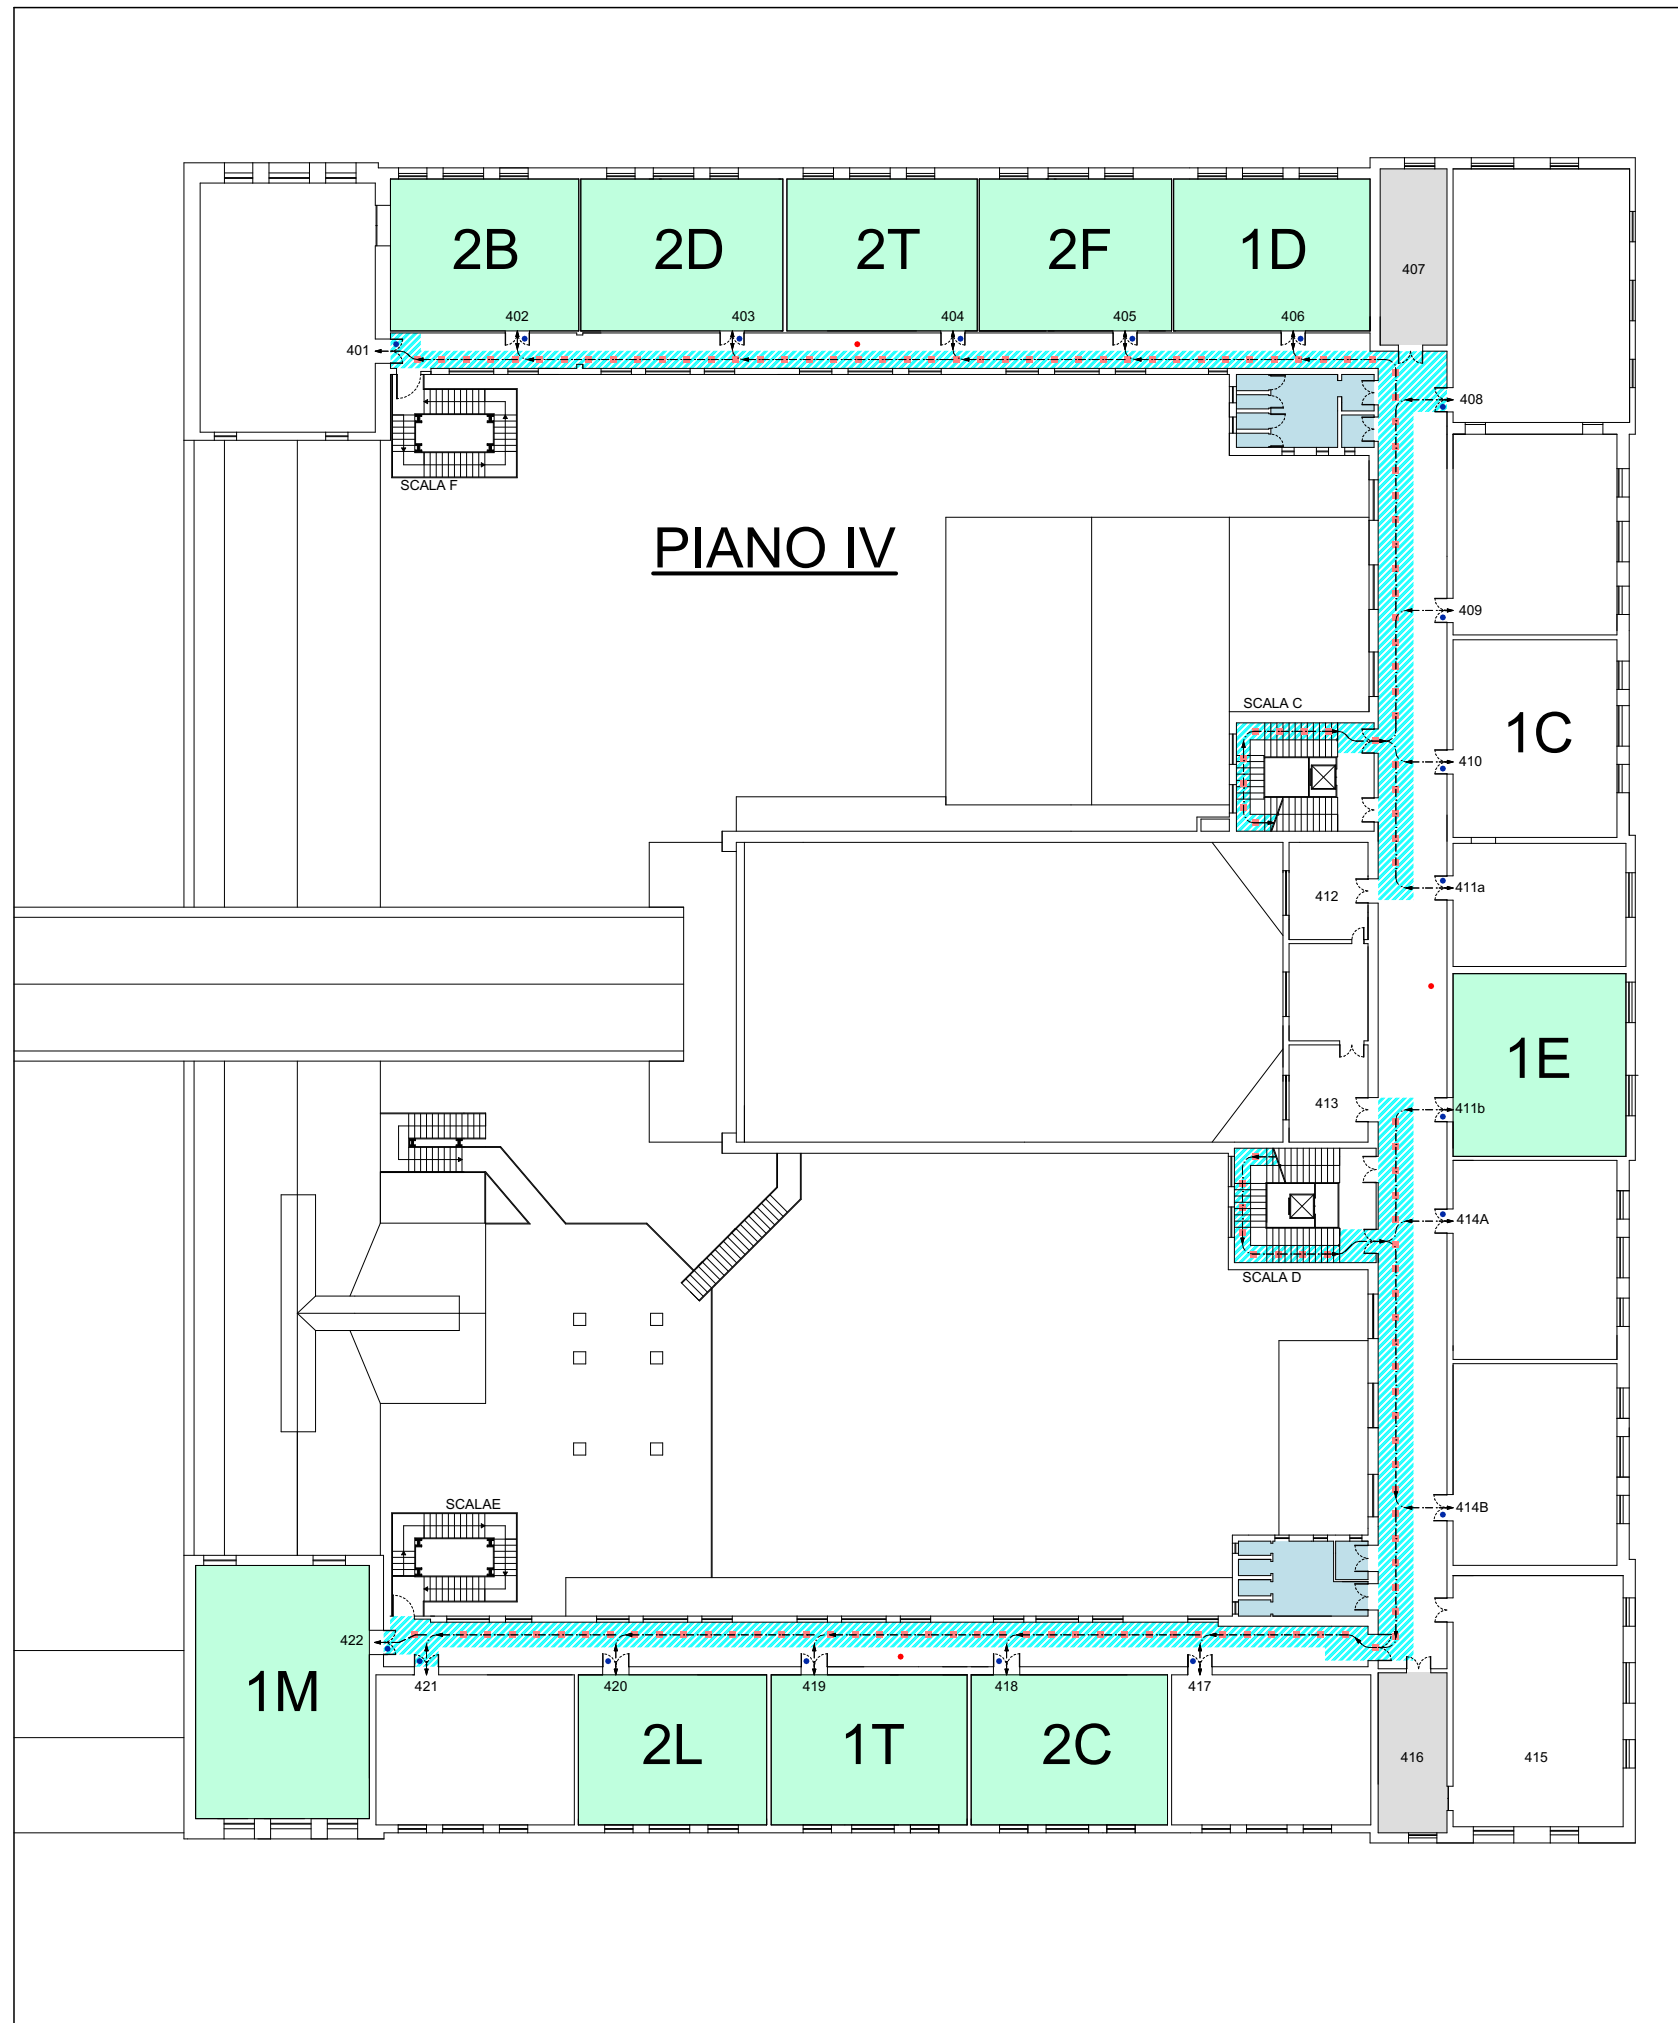 2B
2D
2T
2F
1D
407
402
403
404
405
406
401
408
SCALA F
PIANO IV
409
SCALA C
1C
410
411a
412
1E
413
411b
414A
SCALA D
SCALAE
414B
422
421
420
419
418
417
1M
2L
1T
2C
416
415